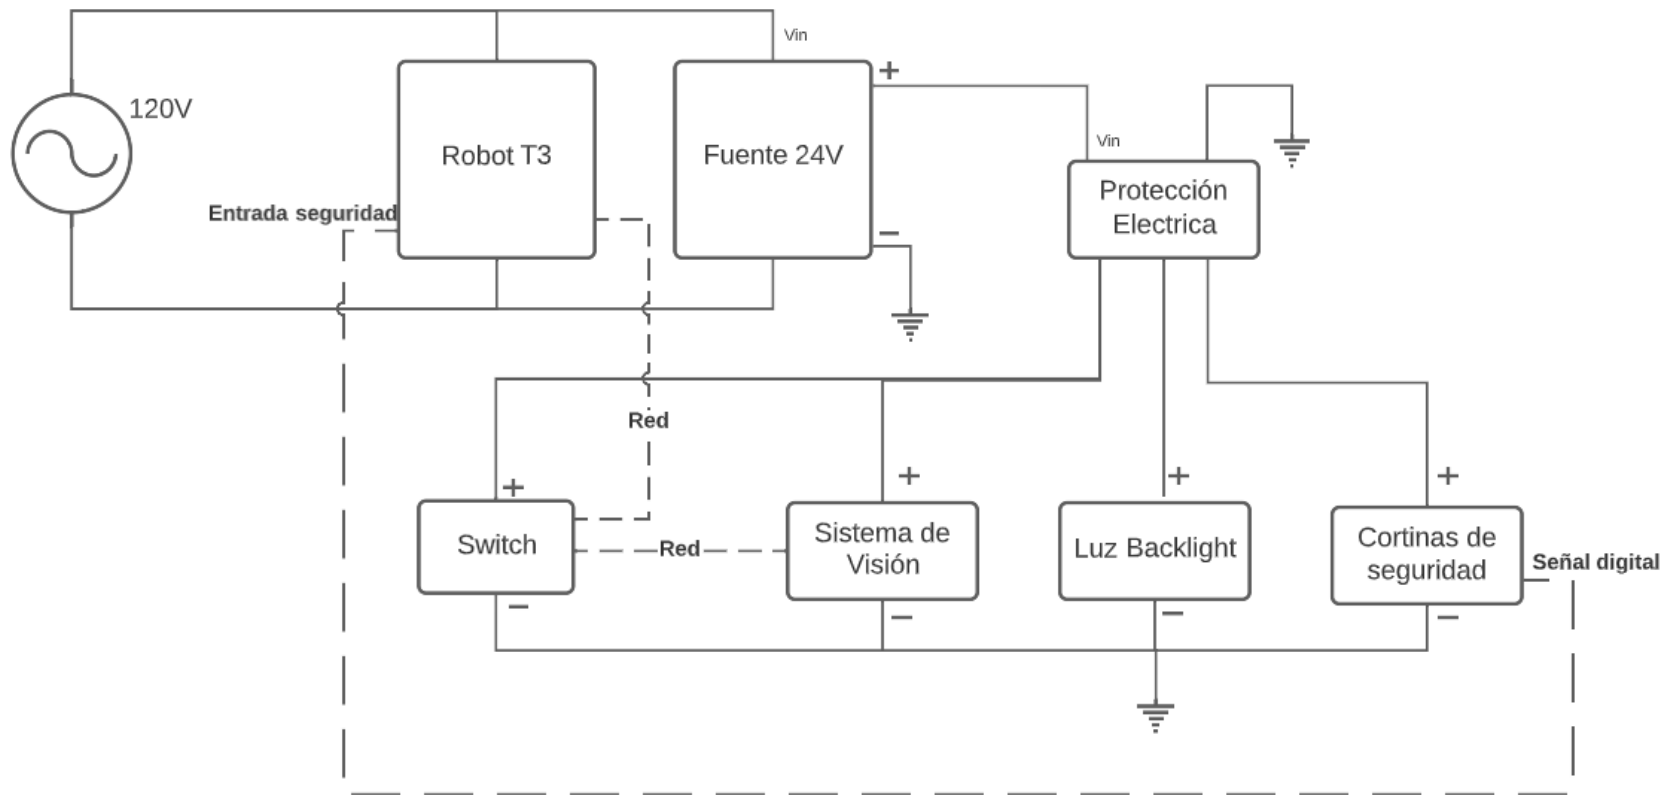 Vin
120V
Robot T3
Fuente 24V
+
Vin
Protección
Electrica
Entrada seguridad
−
Red
+
+
+
+
Switch
Sistema de
Visión
Luz Backlight
Cortinas de
seguridad
Red
Señal digital
−
−
−
−